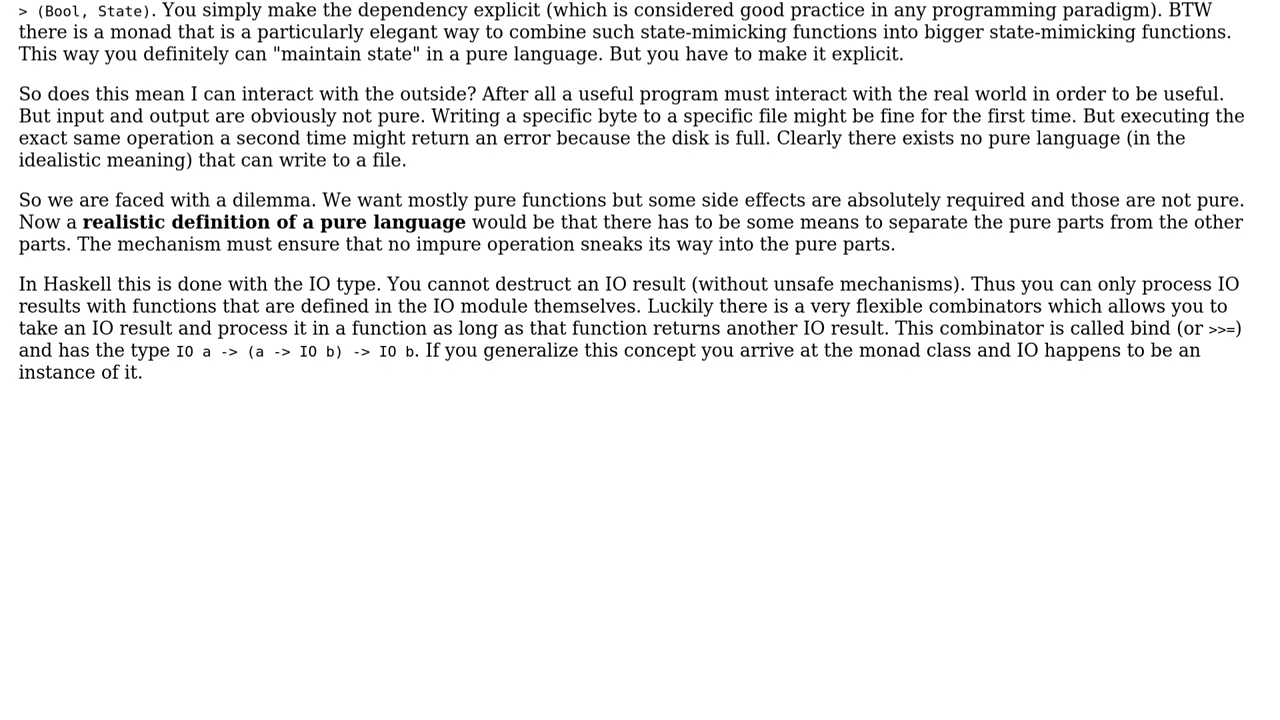 > (Bool, State). You simply make the dependency explicit (which is considered good practice in any programming paradigm). BTW
there is a monad that is a particularly elegant way to combine such state-mimicking functions into bigger state-mimicking functions.
This way you definitely can "maintain state" in a pure language. But you have to make it explicit.
So does this mean I can interact with the outside? After all a useful program must interact with the real world in order to be useful.
But input and output are obviously not pure. Writing a specific byte to a specific file might be fine for the first time. But executing the
exact same operation a second time might return an error because the disk is full. Clearly there exists no pure language (in the
idealistic meaning) that can write to a file.
So we are faced with a dilemma. We want mostly pure functions but some side effects are absolutely required and those are not pure.
Now a realistic definition of a pure language would be that there has to be some means to separate the pure parts from the other
parts. The mechanism must ensure that no impure operation sneaks its way into the pure parts.
In Haskell this is done with the IO type. You cannot destruct an IO result (without unsafe mechanisms). Thus you can only process IO
results with functions that are defined in the IO module themselves. Luckily there is a very flexible combinators which allows you to
take an IO result and process it in a function as long as that function returns another IO result. This combinator is called bind (or >>=)
and has the type IO a -> (a -> IO b) -> IO b. If you generalize this concept you arrive at the monad class and IO happens to be an
instance of it.